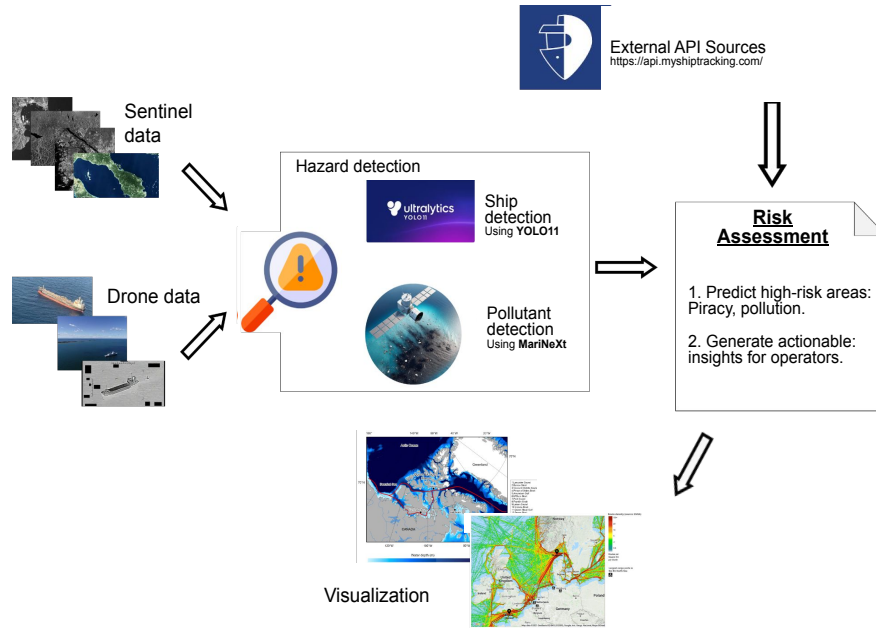 External API Sources
https://api.myshiptracking.com/
Sentinel
data
Hazard detection
ultralytics
YOLO11
Ship
detection
Using YOLO11
Risk
Assessment
Drone data
1. Predict high-risk areas:
Piracy, pollution.
2. Generate actionable:
insights for operators.
Pollutant
detection
Using MariNeXt
Greenland
CANADA
Germany
Visualization